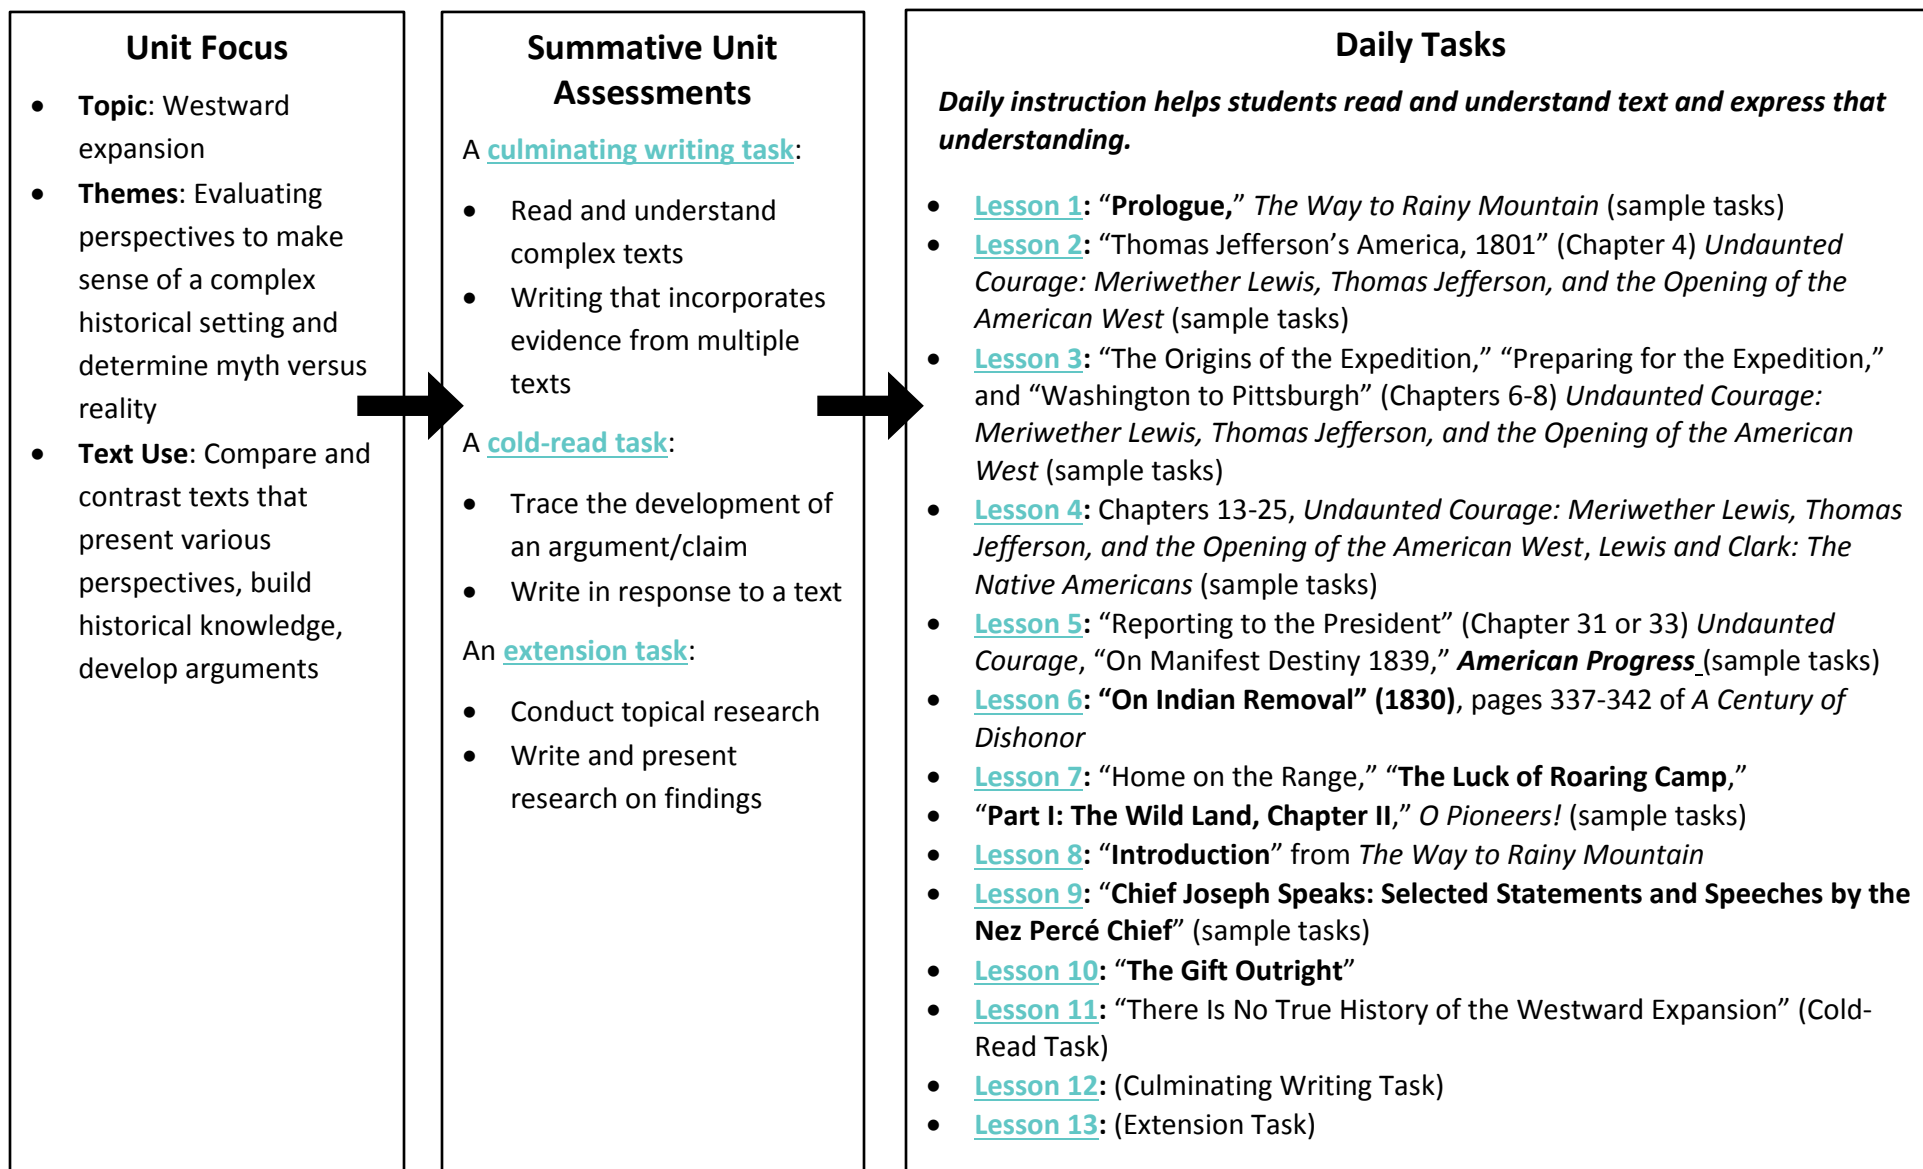 Unit Focus
• Topic: Westward
expansion
• Themes: Evaluating
perspectives to make
sense of a complex
historical setting and
determine myth versus
reality
• Text Use: Compare and
contrast texts that
present various
perspectives, build
historical knowledge,
develop arguments
Summative Unit
Assessments
A culminating writing task:
• Read and understand
complex texts
• Writing that incorporates
evidence from multiple
texts
A cold-read task:
• Trace the development of
an argument/claim
• Write in response to a text
An extension task:
• Conduct topical research
• Write and present
research on findings
Daily Tasks
Daily instruction helps students read and understand text and express that
understanding.
• Lesson 1: “Prologue,” The Way to Rainy Mountain (sample tasks)
• Lesson 2: “Thomas Jefferson’s America, 1801” (Chapter 4) Undaunted
Courage: Meriwether Lewis, Thomas Jefferson, and the Opening of the
American West (sample tasks)
• Lesson 3: “The Origins of the Expedition,” “Preparing for the Expedition,”
and “Washington to Pittsburgh” (Chapters 6-8) Undaunted Courage:
Meriwether Lewis, Thomas Jefferson, and the Opening of the American
West (sample tasks)
• Lesson 4: Chapters 13-25, Undaunted Courage: Meriwether Lewis, Thomas
Jefferson, and the Opening of the American West, Lewis and Clark: The
Native Americans (sample tasks)
• Lesson 5: “Reporting to the President” (Chapter 31 or 33) Undaunted
Courage, “On Manifest Destiny 1839,” American Progress (sample tasks)
• Lesson 6: “On Indian Removal” (1830), pages 337-342 of A Century of
Dishonor
• Lesson 7: “Home on the Range,” “The Luck of Roaring Camp,”
• “Part I: The Wild Land, Chapter II,” O Pioneers! (sample tasks)
• Lesson 8: “Introduction” from The Way to Rainy Mountain
• Lesson 9: “Chief Joseph Speaks: Selected Statements and Speeches by the
Nez Percé Chief” (sample tasks)
• Lesson 10: “The Gift Outright”
• Lesson 11: “There Is No True History of the Westward Expansion” (Cold-
Read Task)
• Lesson 12: (Culminating Writing Task)
• Lesson 13: (Extension Task)